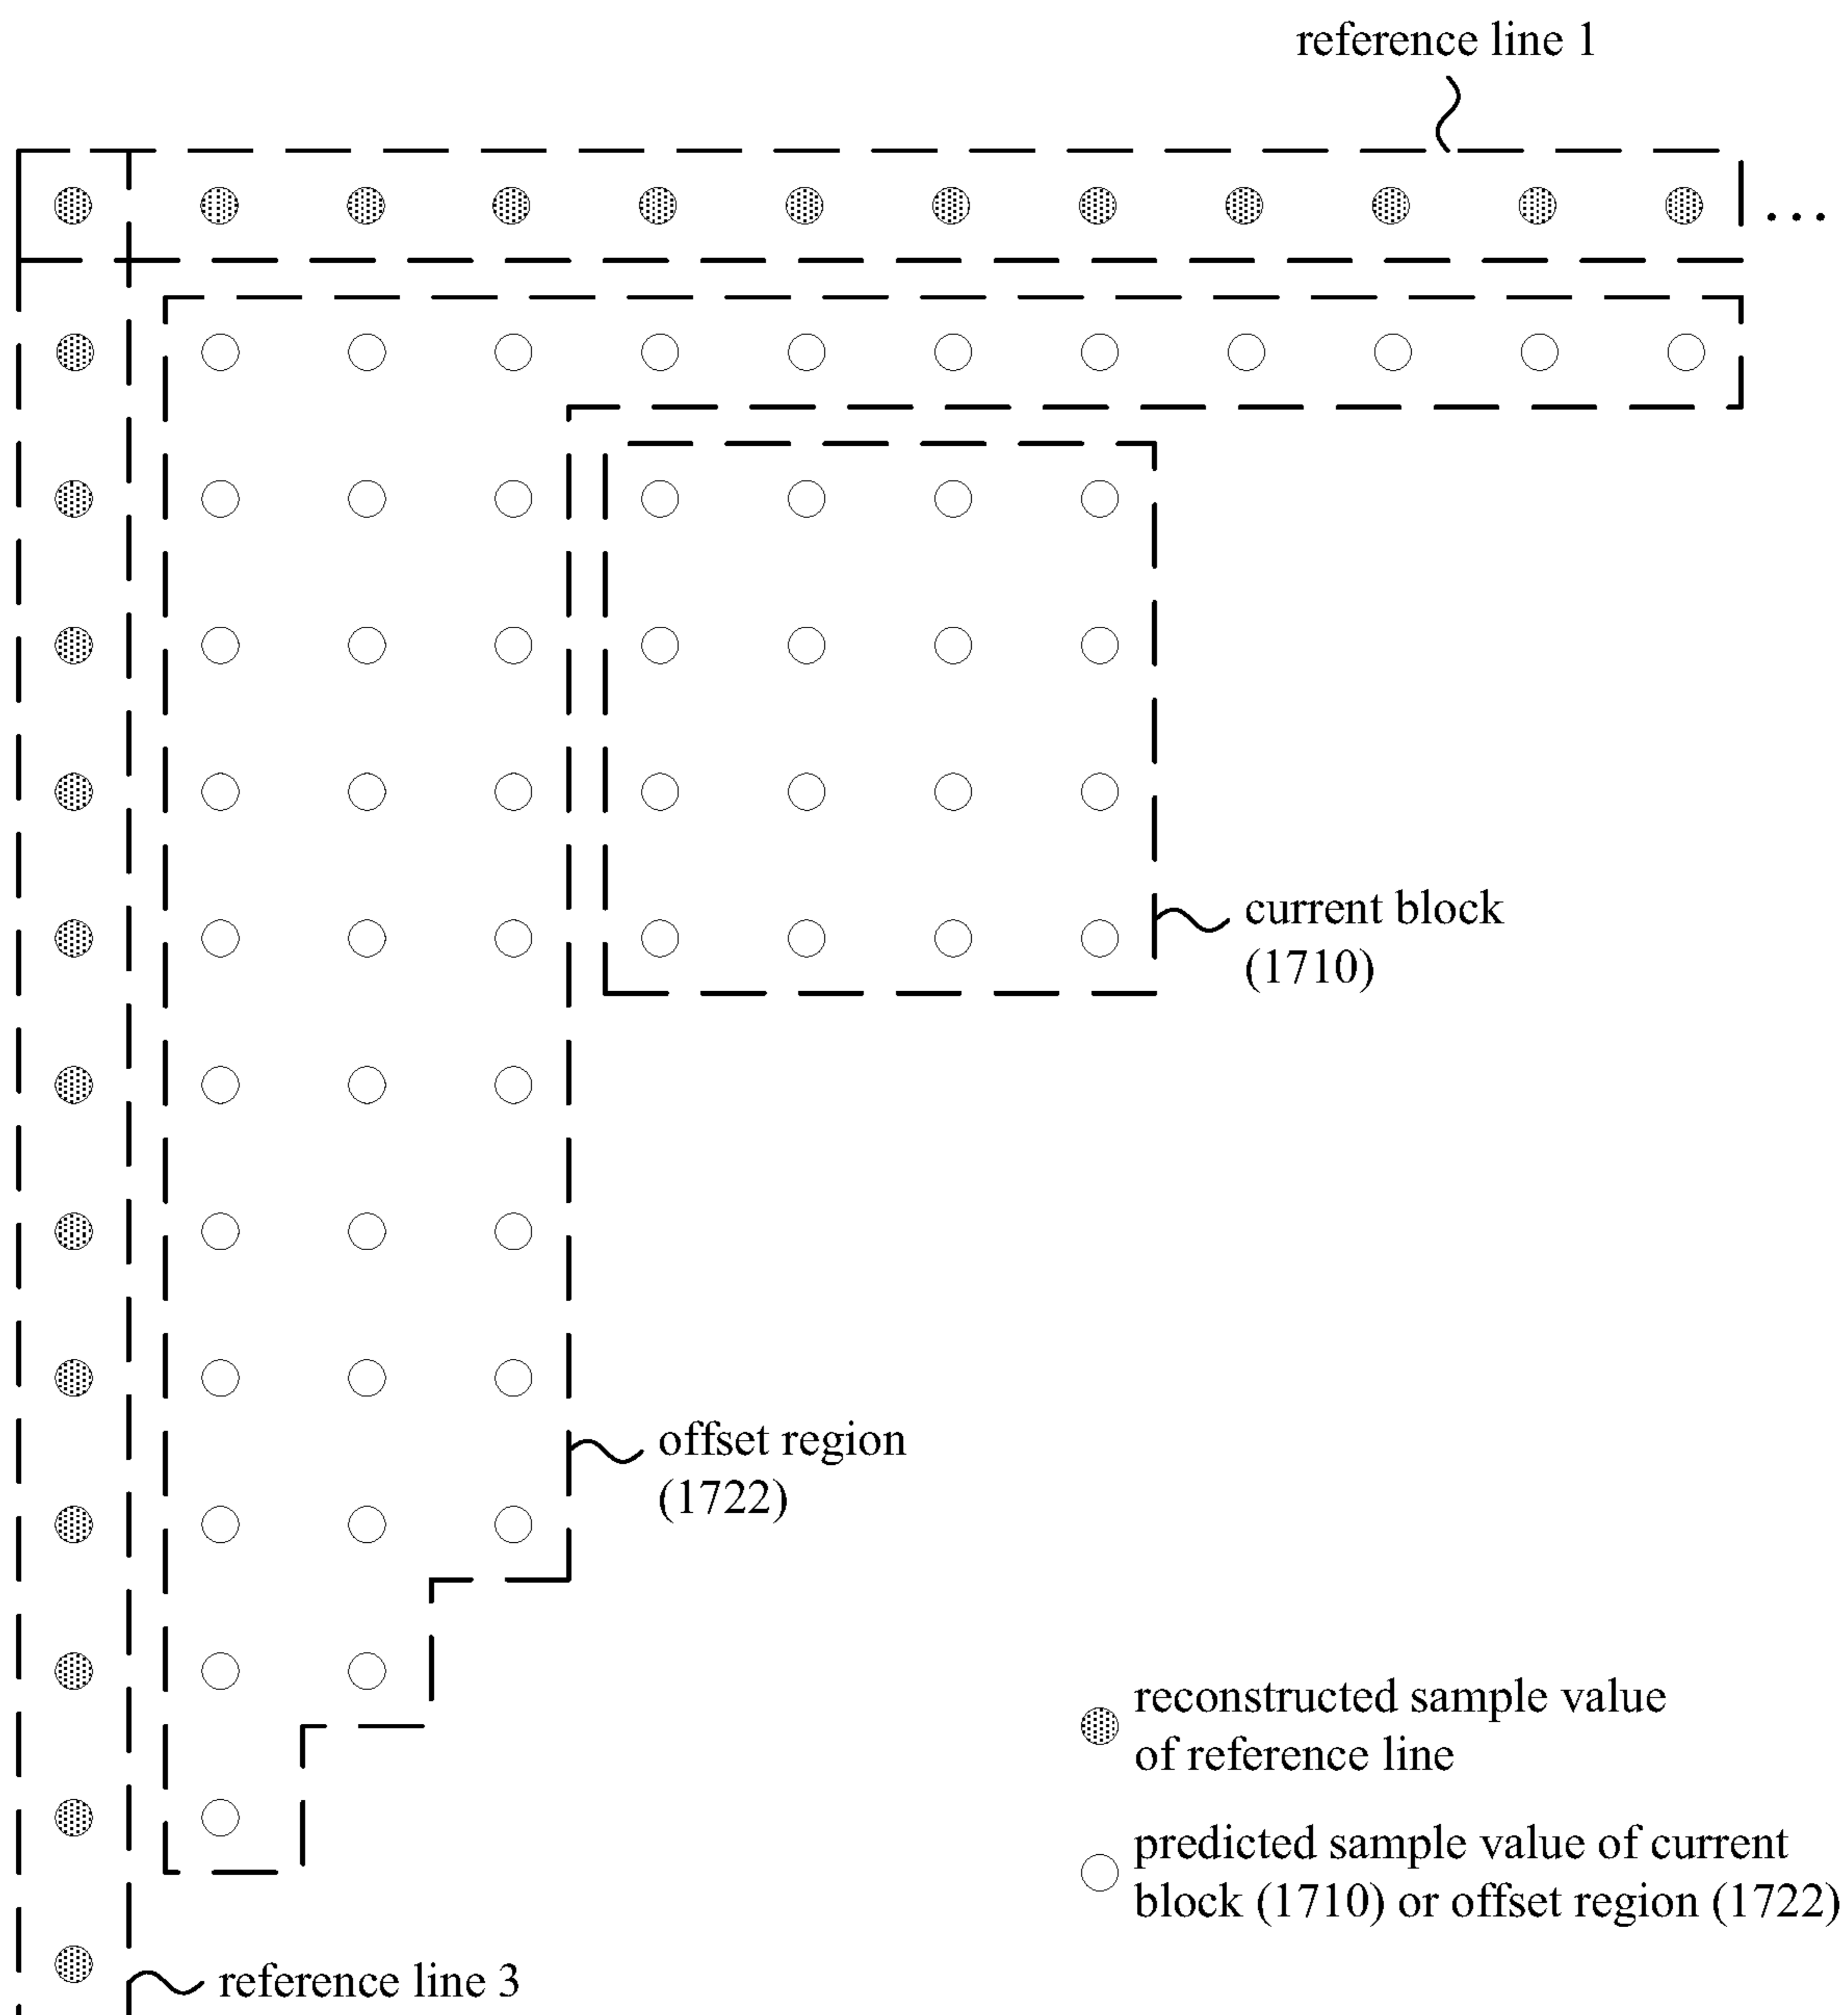 reference line 1
...
current block
(1710)
offset region
(1722)
reconstructed sample value
of reference line
predicted sample value of current
block (1710) or offset region (1722)
reference line 3